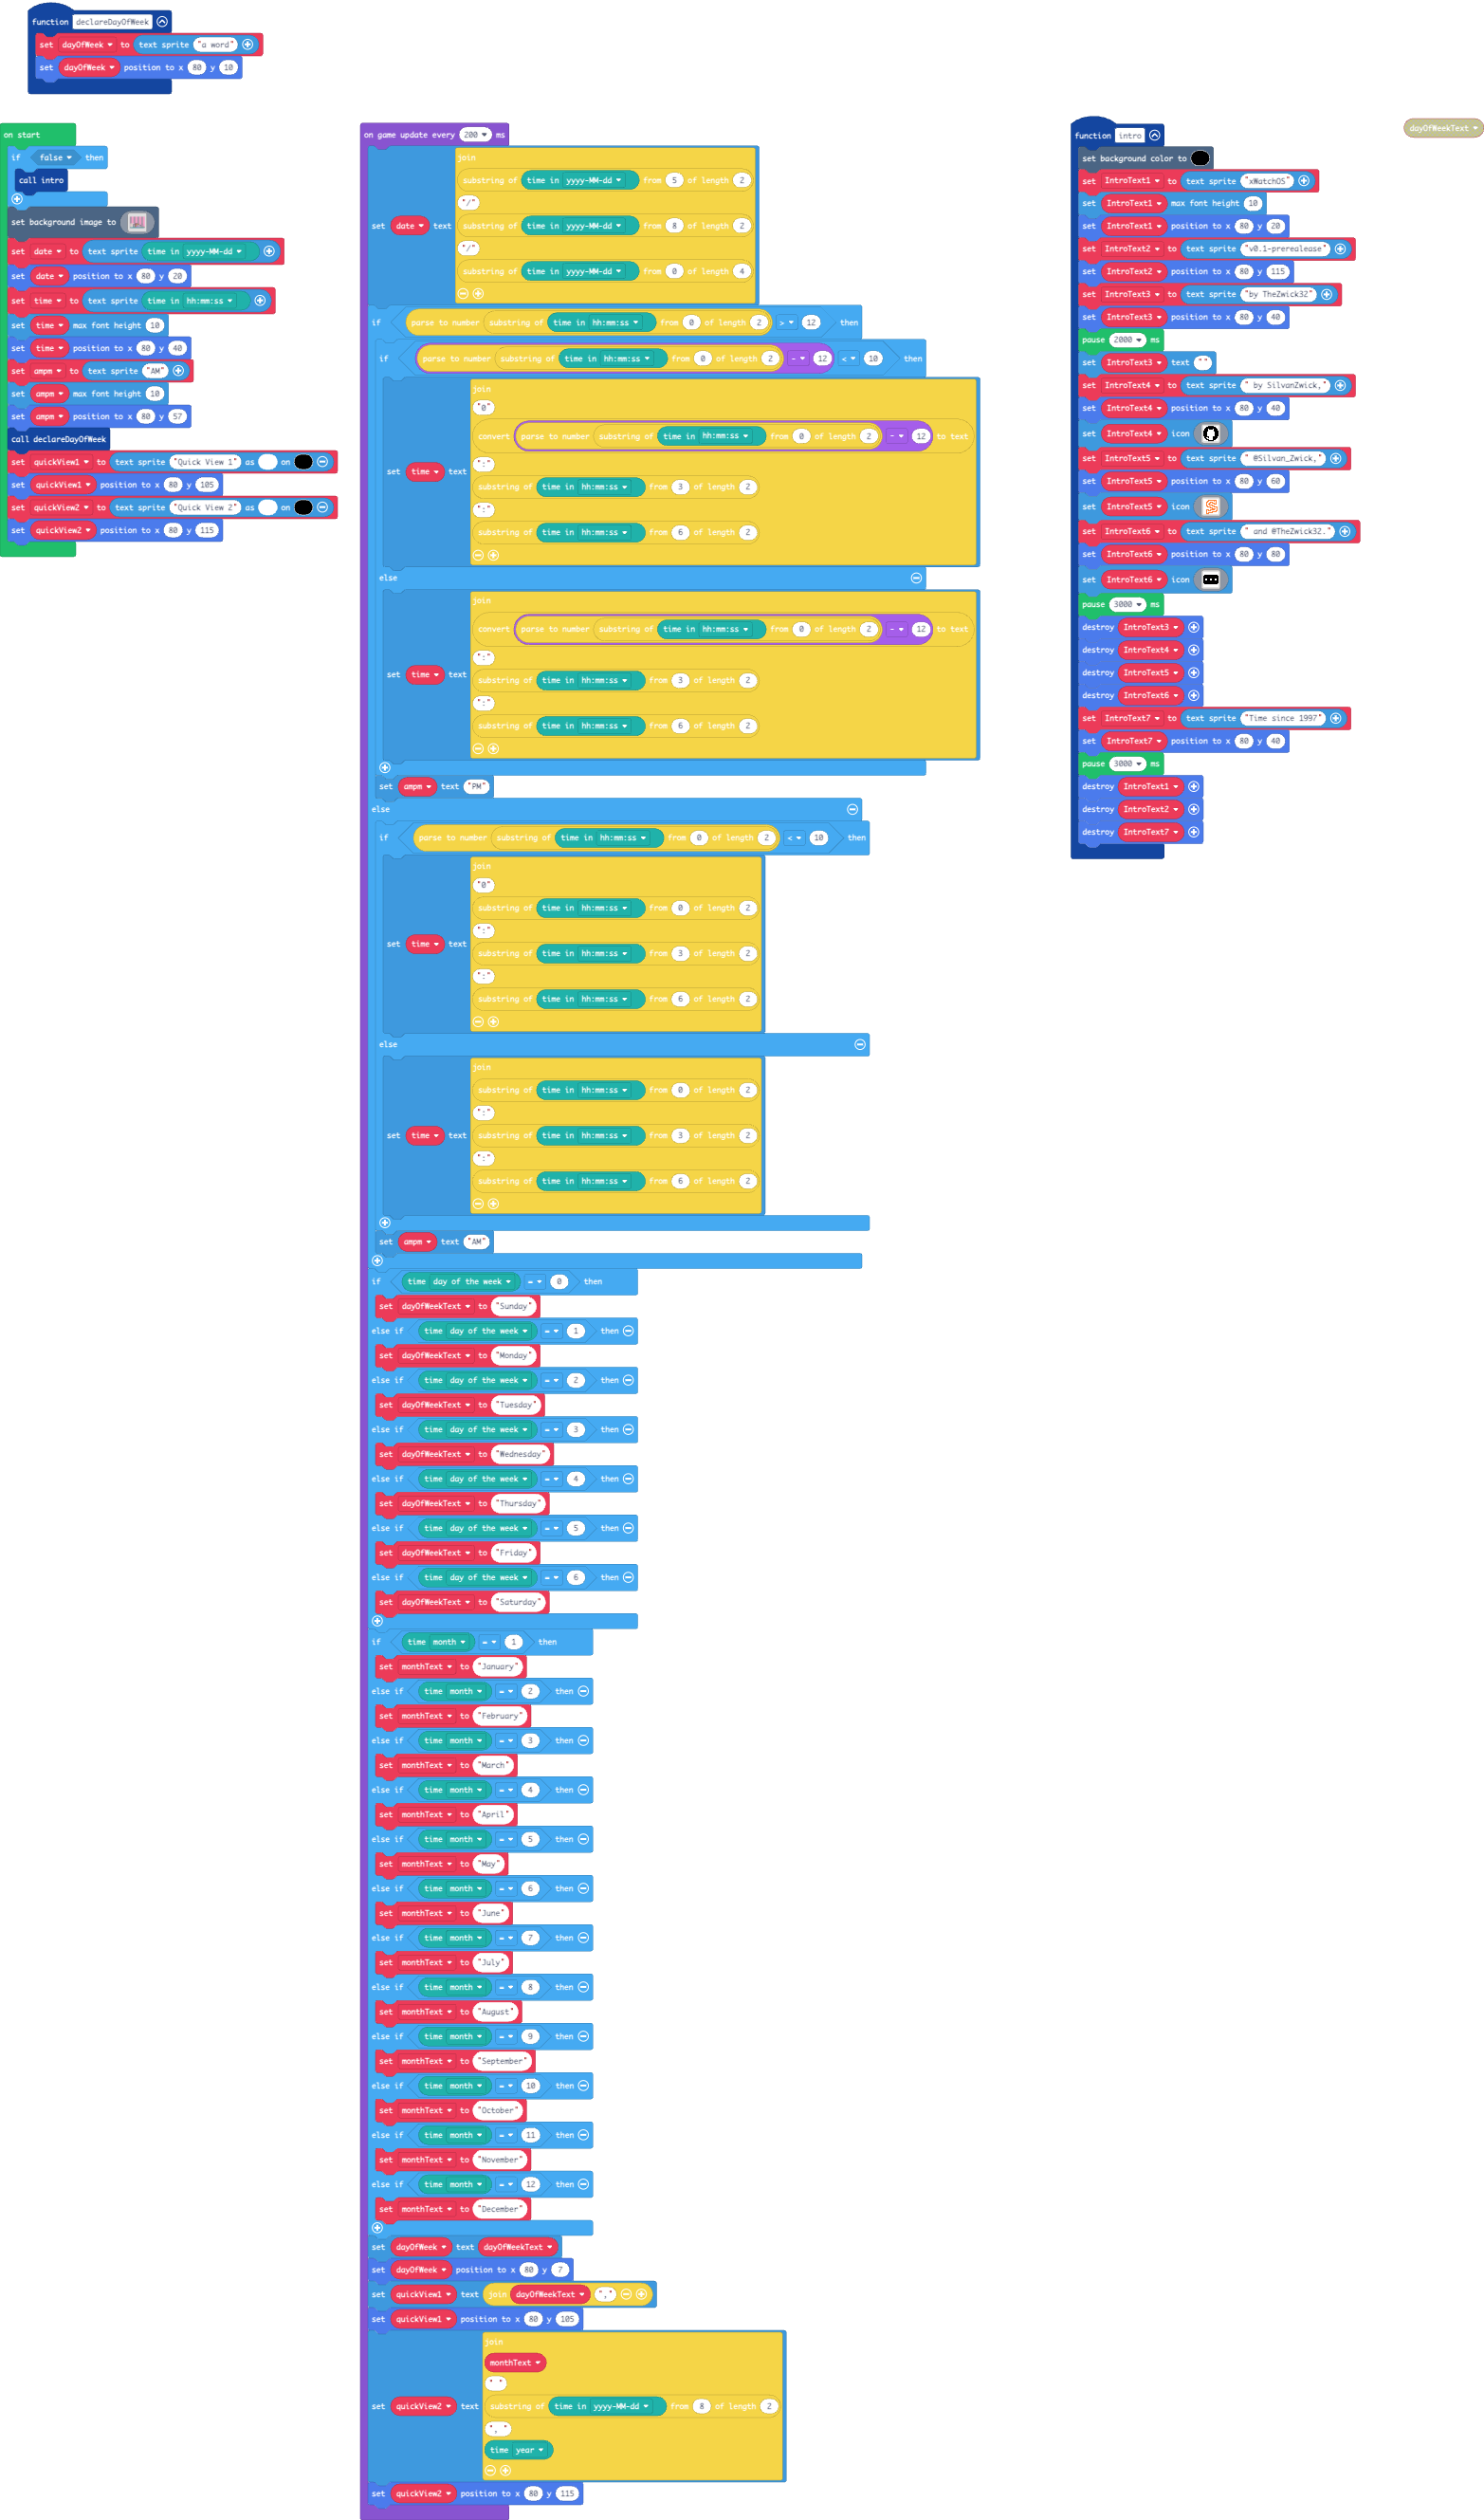 function declareDayOfWeek
set dayOfWeek to text sprite "a word"
set dayOfWeek position to x 80 y 10
on start
if false then
call intro
set background image to
set date to text sprite time in yyyy-MM-dd
set date position to x 80 y 20
set time to text sprite time in hh:mm:ss
set time max font height 10
set time position to x 80 y 40
set ampm to text sprite "AM"
set ampm max font height 10
set ampm position to x 80 y 57
call declareDayOfWeek
set quickView1 to text sprite "Quick View 1" as on
set quickView1 position to x 80 y 105
set quickView2 to text sprite "Quick View 2" as on
set quickView2 position to x 80 y 115
on game update every 200 ms
join
substring of time in yyyy-MM-dd from 5 of length 2
"/"
set date text
substring of time in yyyy-MM-dd from 8 of length 2
"/"
substring of time in yyyy-MM-dd from 0 of length 4
if parse to number substring of time in hh:mm:ss from 0 of length 2 > 12 then
if parse to number substring of time in hh:mm:ss from 0 of length 2 - 12 < 10 then
join
"0"
convert parse to number substring of time in hh:mm:ss from 0 of length 2 - 12 to text
":"
set time text
substring of time in hh:mm:ss from 3 of length 2
":"
substring of time in hh:mm:ss from 6 of length 2
else
join
convert parse to number substring of time in hh:mm:ss from 0 of length 2 - 12 to text
":"
set time text
substring of time in hh:mm:ss from 3 of length 2
":"
substring of time in hh:mm:ss from 6 of length 2
set ampm text "PM"
else
if parse to number substring of time in hh:mm:ss from 0 of length 2 < 10 then
join
"0"
substring of time in hh:mm:ss from 0 of length 2
":"
set time text
substring of time in hh:mm:ss from 3 of length 2
":"
substring of time in hh:mm:ss from 6 of length 2
else
join
substring of time in hh:mm:ss from 0 of length 2
":"
set time text
substring of time in hh:mm:ss from 3 of length 2
":"
substring of time in hh:mm:ss from 6 of length 2
set ampm text "AM"
if time day of the week = 0 then
set dayOfWeekText to "Sunday"
else if time day of the week = 1 then
set dayOfWeekText to "Monday"
else if time day of the week = 2 then
set dayOfWeekText to "Tuesday"
else if time day of the week = 3 then
set dayOfWeekText to "Wednesday"
else if time day of the week = 4 then
set dayOfWeekText to "Thursday"
else if time day of the week = 5 then
set dayOfWeekText to "Friday"
else if time day of the week = 6 then
set dayOfWeekText to "Saturday"
if time month = 1 then
set monthText to "January"
else if time month = 2 then
set monthText to "February"
else if time month = 3 then
set monthText to "March"
else if time month = 4 then
set monthText to "April"
else if time month = 5 then
set monthText to "May"
else if time month = 6 then
set monthText to "June"
else if time month = 7 then
set monthText to "July"
else if time month = 8 then
set monthText to "August"
else if time month = 9 then
set monthText to "September"
else if time month = 10 then
set monthText to "October"
else if time month = 11 then
set monthText to "November"
else if time month = 12 then
set monthText to "December"
set dayOfWeek text dayOfWeekText
set dayOfWeek position to x 80 y 7
set quickView1 text join dayOfWeekText ","
set quickView1 position to x 80 y 105
join
monthText
" "
set quickView2 text
substring of time in yyyy-MM-dd from 8 of length 2
", "
time year
set quickView2 position to x 80 y 115
function intro
set background color to
set IntroText1 to text sprite "xWatchOS"
set IntroText1 max font height 10
set IntroText1 position to x 80 y 20
set IntroText2 to text sprite "v0.1-prerealease"
set IntroText2 position to x 80 y 115
set IntroText3 to text sprite "by TheZwick32"
set IntroText3 position to x 80 y 40
pause 2000 ms
set IntroText3 text ""
set IntroText4 to text sprite " by SilvanZwick,"
set IntroText4 position to x 80 y 40
set IntroText4 icon
set IntroText5 to text sprite " @Silvan_Zwick,"
set IntroText5 position to x 80 y 60
set IntroText5 icon
set IntroText6 to text sprite " and @TheZwick32."
set IntroText6 position to x 80 y 80
set IntroText6 icon
pause 3000 ms
destroy IntroText3
destroy IntroText4
destroy IntroText5
destroy IntroText6
set IntroText7 to text sprite "Time since 1997"
set IntroText7 position to x 80 y 40
pause 3000 ms
destroy IntroText1
destroy IntroText2
destroy IntroText7
dayOfWeekText